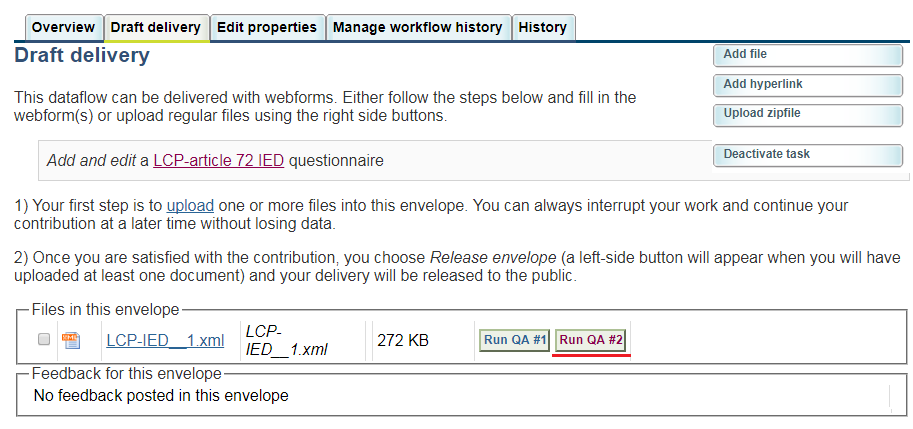 Overview Draft delivery Edit properties Manage workflow history History
Draft delivery
Add file
Add hyperlink
Upload zipfile
Deactivate task
This dataflow can be delivered with webforms. Either follow the steps below and fill in the
webform(s) or upload regular files using the right side buttons.
Add and edit a LCP-article 72 IED questionnaire
1) Your first step is to upload one or more files into this envelope. You can always interrupt your work and continue your
contribution at a later time without losing data.
2) Once you are satisfied with the contribution, you choose Release envelope (a left-side button will appear when you will have
uploaded at least one document) and your delivery will be released to the public.
Files in this envelope
LCP-IED__1.xml LCP-
IED__1.xml 272 KB Run QA #1 Run QA #2
Feedback for this envelope
No feedback posted in this envelope